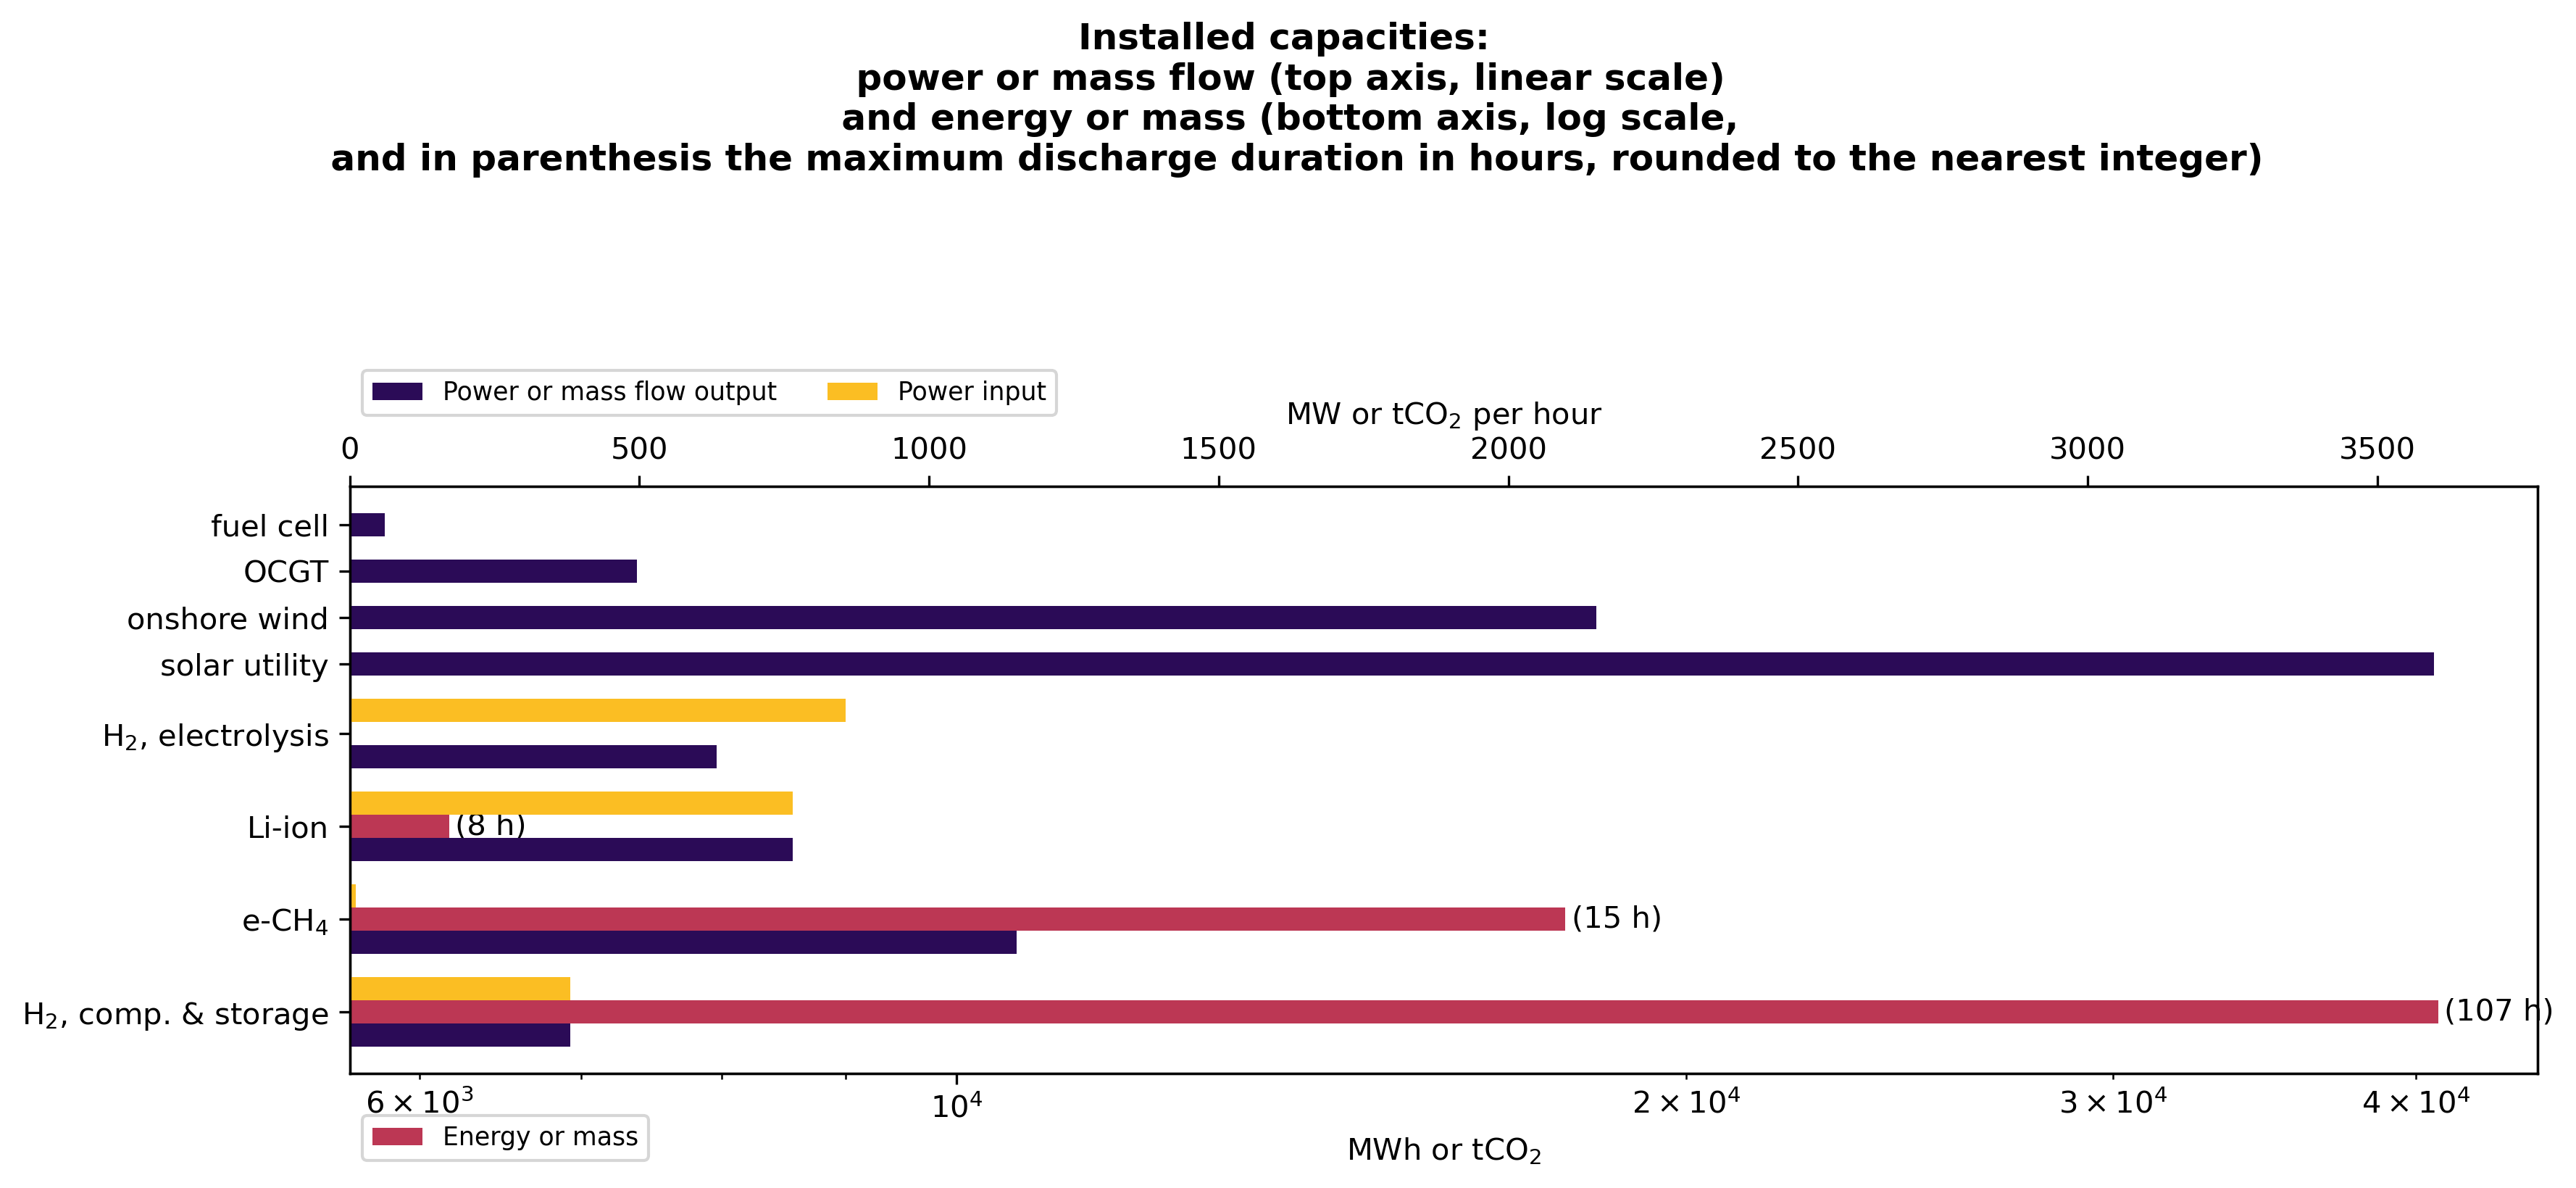 Installed capacities:
power or mass flow (top axis, linear scale)
and energy or mass (bottom axis, log scale,
and in parenthesis the maximum discharge duration in hours, rounded to the nearest integer)
Power or mass flow output Power input
MW or tCO₂ per hour
0 500 1000 1500 2000 2500 3000 3500
fuel cell
OCGT
onshore wind
solar utility
H₂, electrolysis
Li-ion (8 h)
e-CH₄ (15 h)
H₂, comp. & storage (107 h)
6 × 10³ 10⁴ 2 × 10⁴ 3 × 10⁴ 4 × 10⁴
Energy or mass
MWh or tCO₂